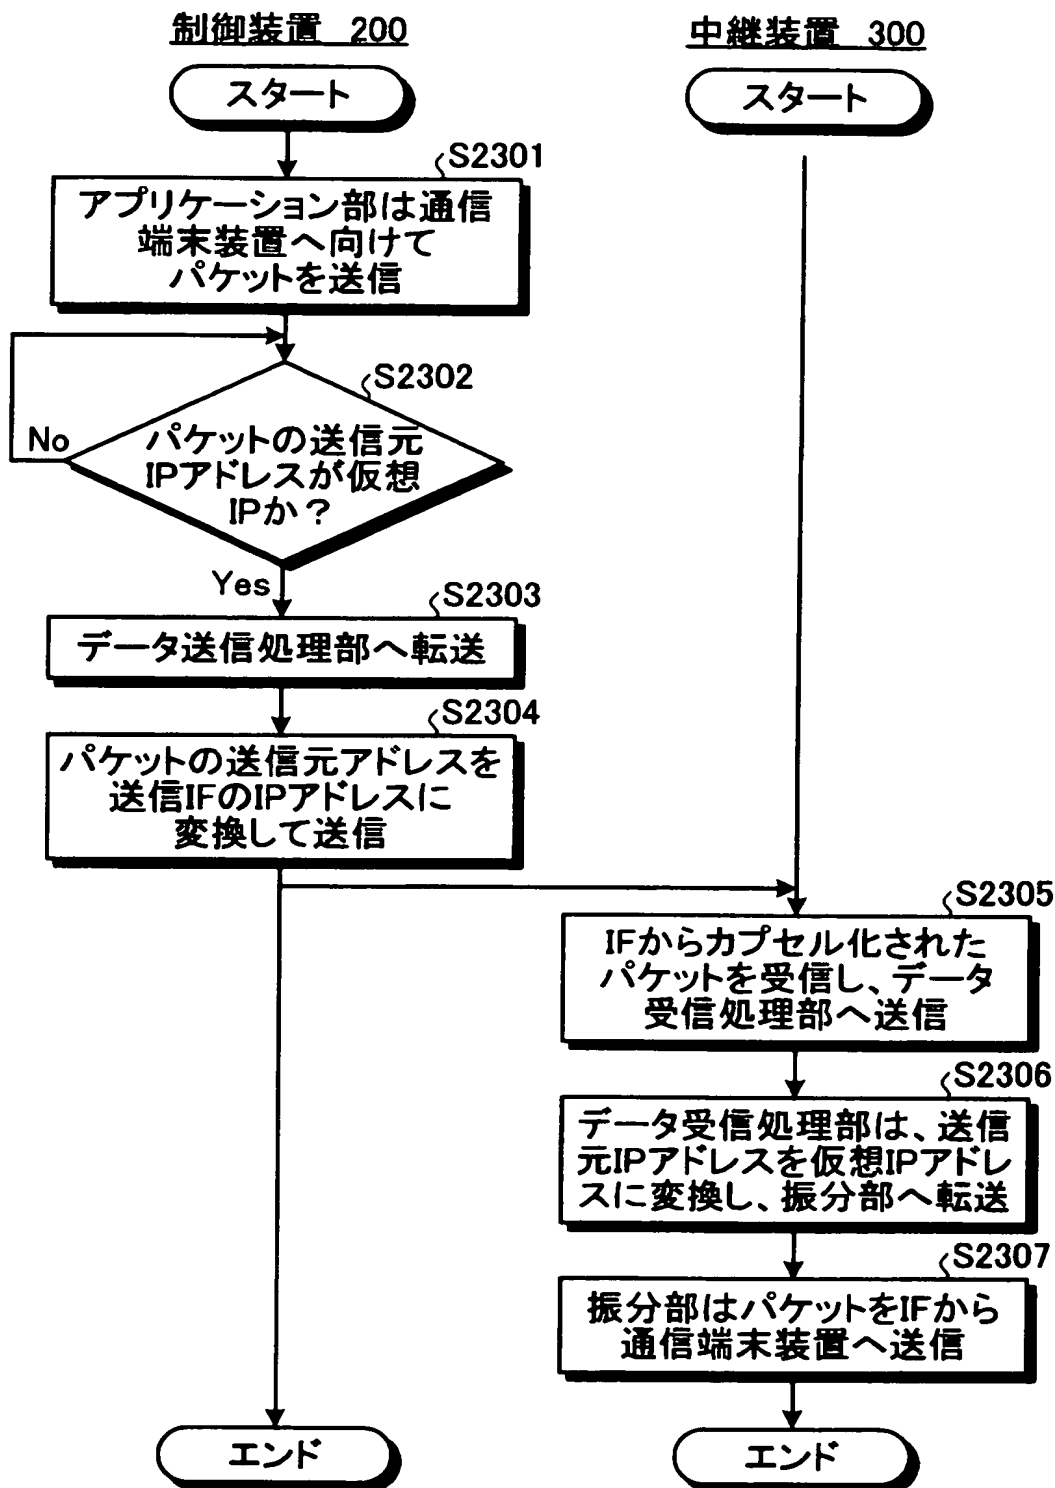 制御装置 200
中継装置 300
スタート
スタート
S2301
アプリケーション部は通信
端末装置へ向けて
パケットを送信
S2302
No
パケットの送信元
IPアドレスが仮想
IPか?
Yes
S2303
データ送信処理部へ転送
S2304
パケットの送信元アドレスを
送信IFのIPアドレスに
変換して送信
S2305
IFからカプセル化された
パケットを受信し、データ
受信処理部へ送信
S2306
データ受信処理部は、送信
元IPアドレスを仮想IPアドレ
スに変換し、振分部へ転送
S2307
振分部はパケットをIFから
通信端末装置へ送信
エンド
エンド